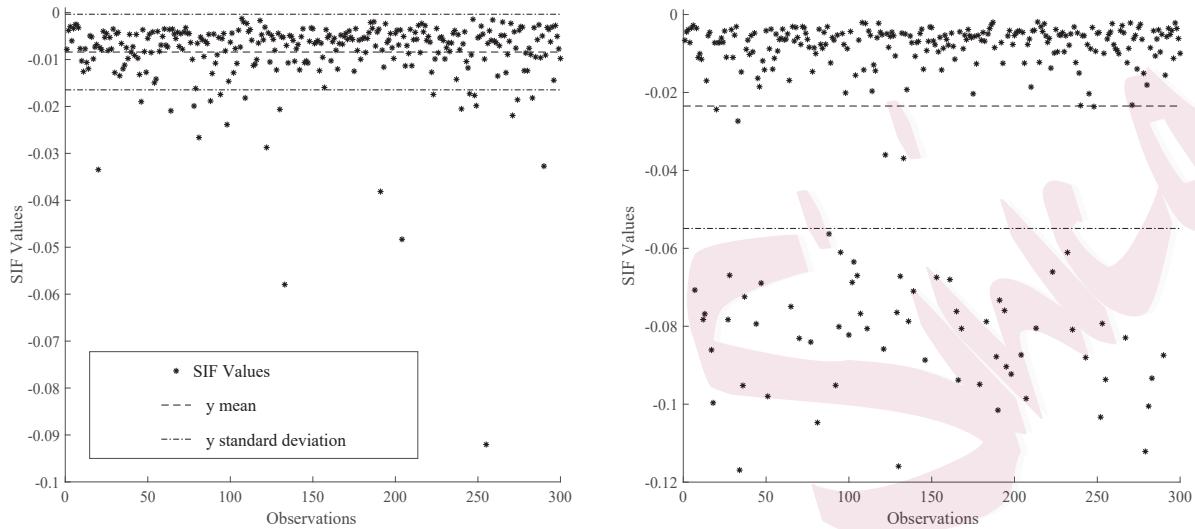 0
-0.01
-0.02
-0.03
-0.04
-0.05
-0.06
-0.07
-0.08
-0.09
-0.1
SIF Values
SIF Values
y mean
y standard deviation
0 50 100 150 200 250 300
Observations
0
-0.02
-0.04
-0.06
-0.08
-0.1
-0.12
SIF Values
0 50 100 150 200 250 300
Observations